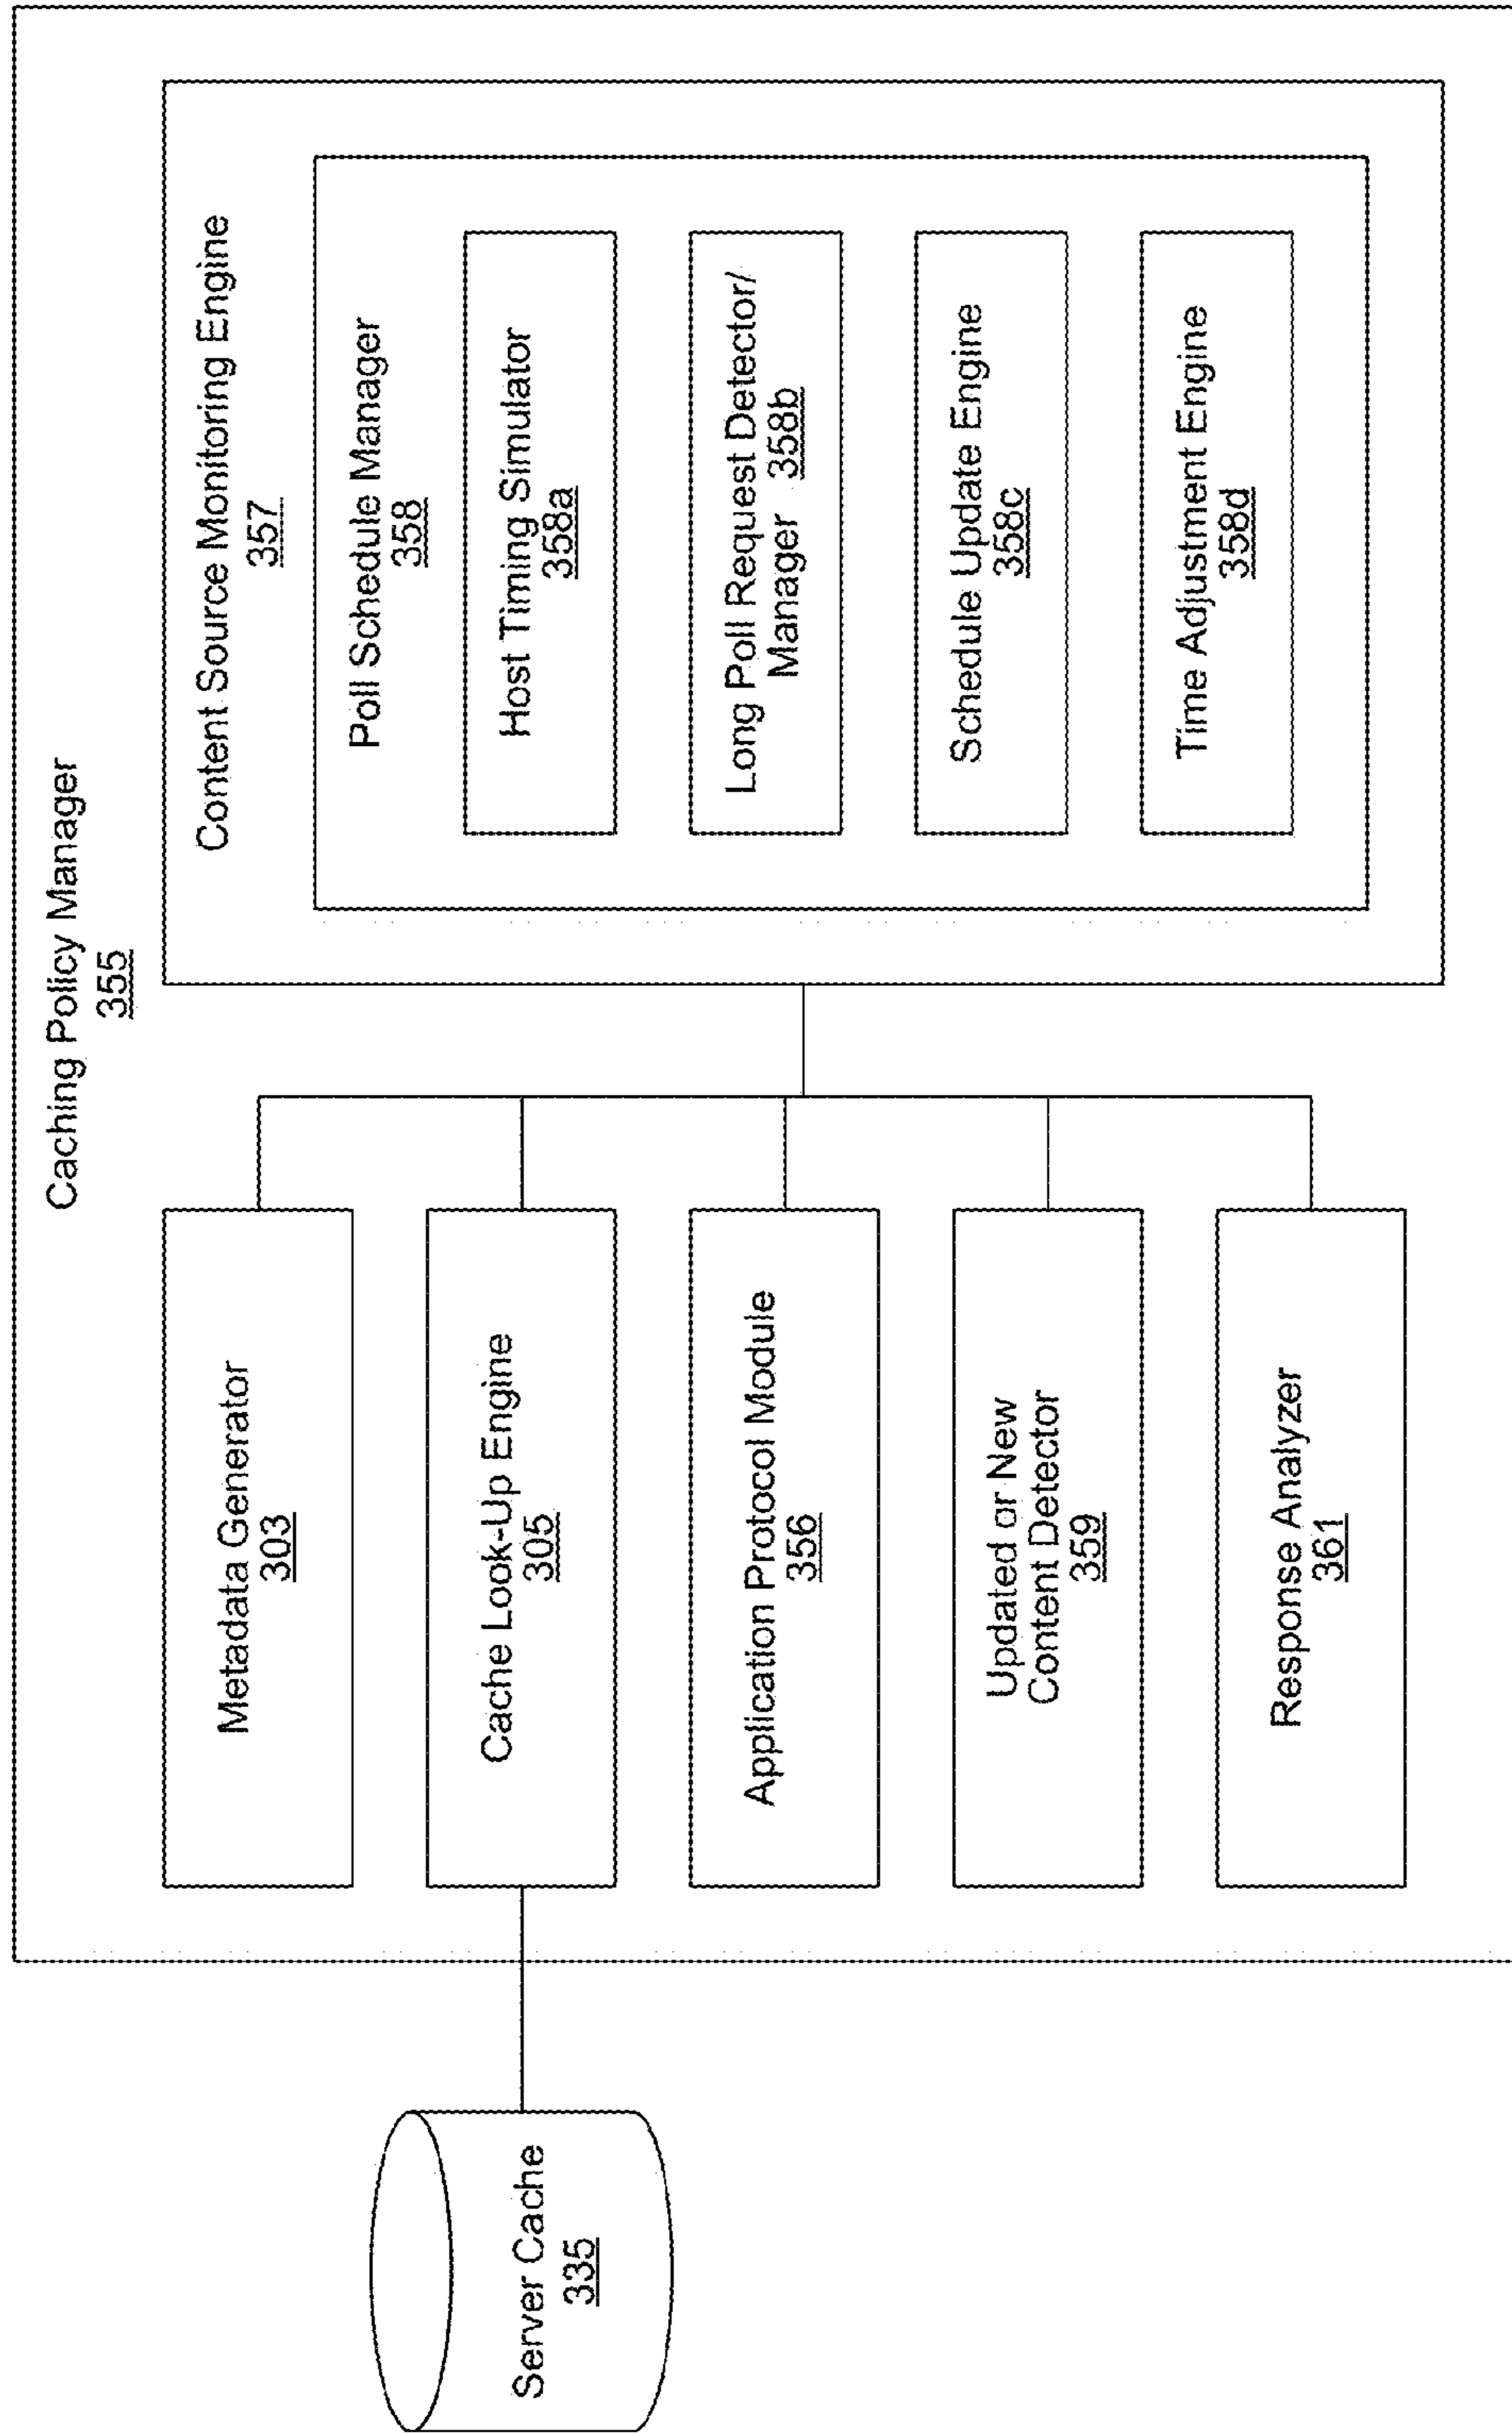 Caching Policy Manager
355
Server Cache
335
Metadata Generator
303
Cache Look-Up Engine
305
Application Protocol Module
356
Updated or New
Content Detector
359
Response Analyzer
361
Content Source Monitoring Engine
357
Poll Schedule Manager
358
Host Timing Simulator
358a
Long Poll Request Detector/
Manager 358b
Schedule Update Engine
358c
Time Adjustment Engine
358d